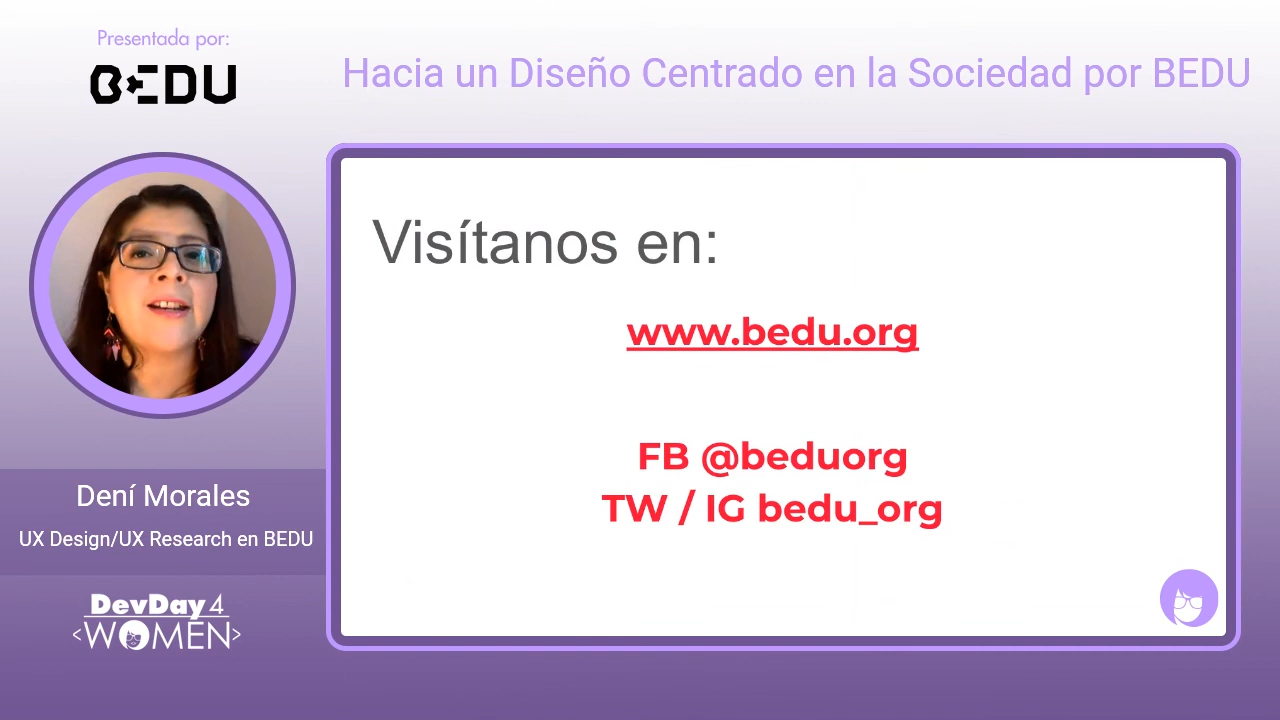 Presentada por:
BEDU
Hacia un Diseño Centrado en la Sociedad por BEDU
Visítanos en:
www.bedu.org
FB @beduorg
TW / IG bedu_org
Dení Morales
UX Design/UX Research en BEDU
DevDay4
<WOMEN>